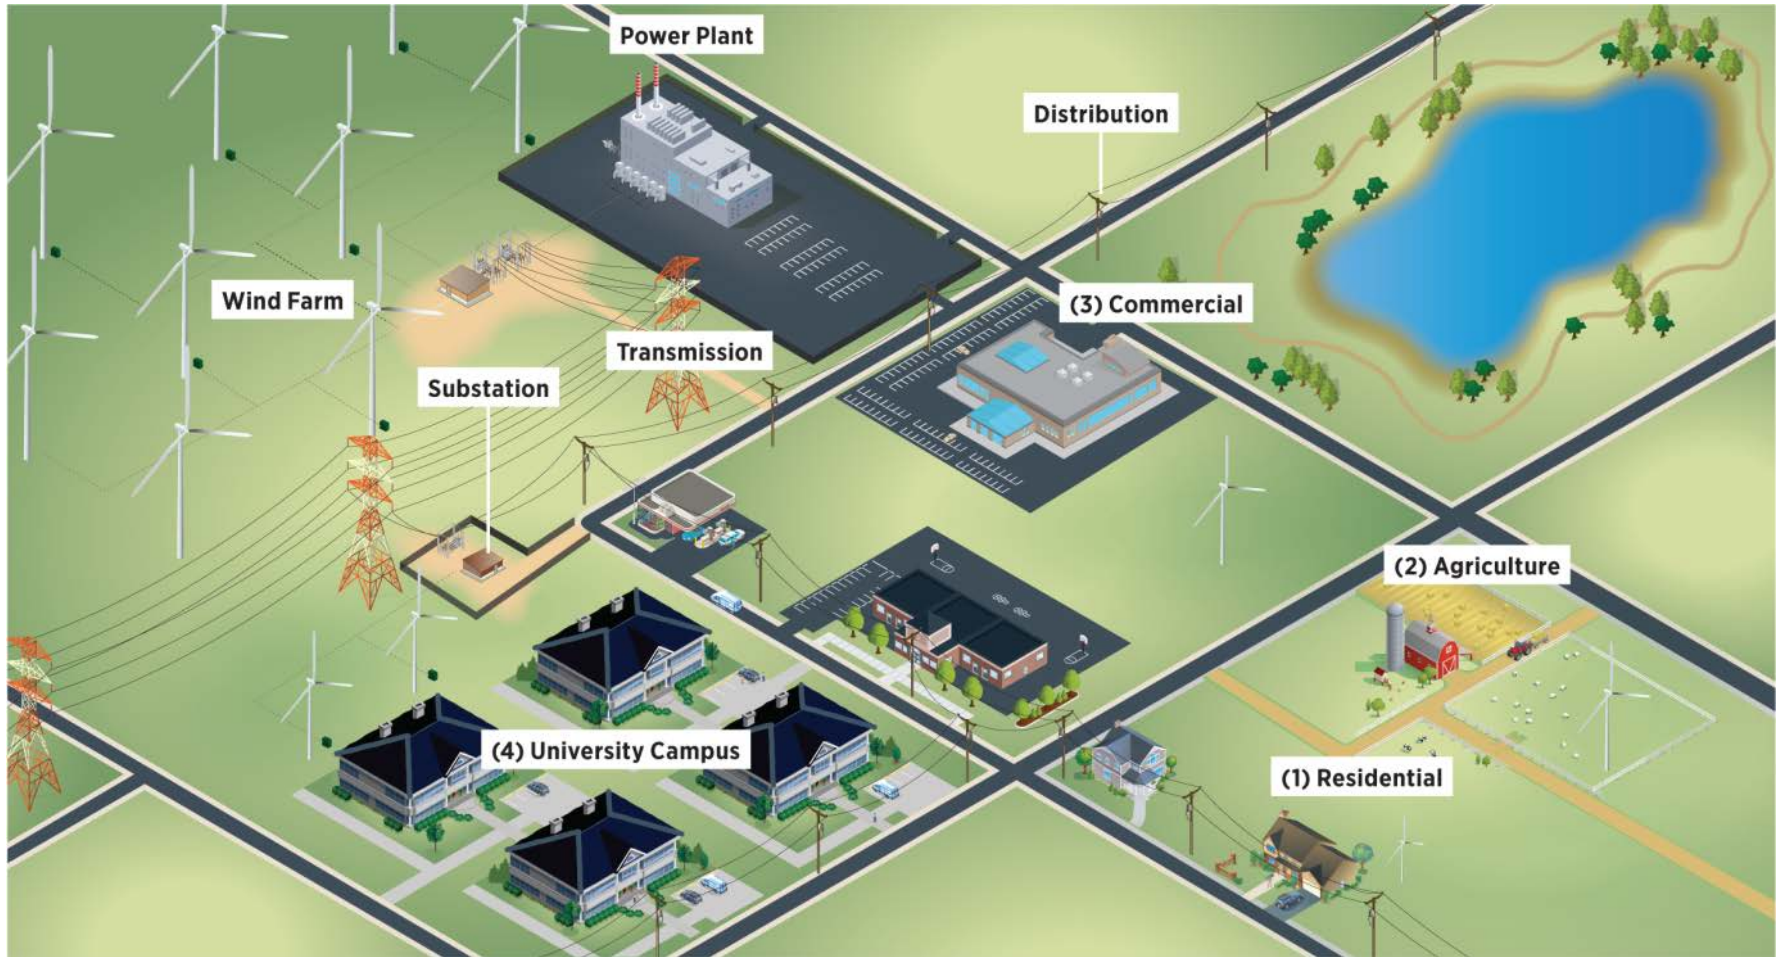 Power Plant
Distribution
Wind Farm
(3) Commercial
Transmission
Substation
(2) Agriculture
(4) University Campus
(1) Residential